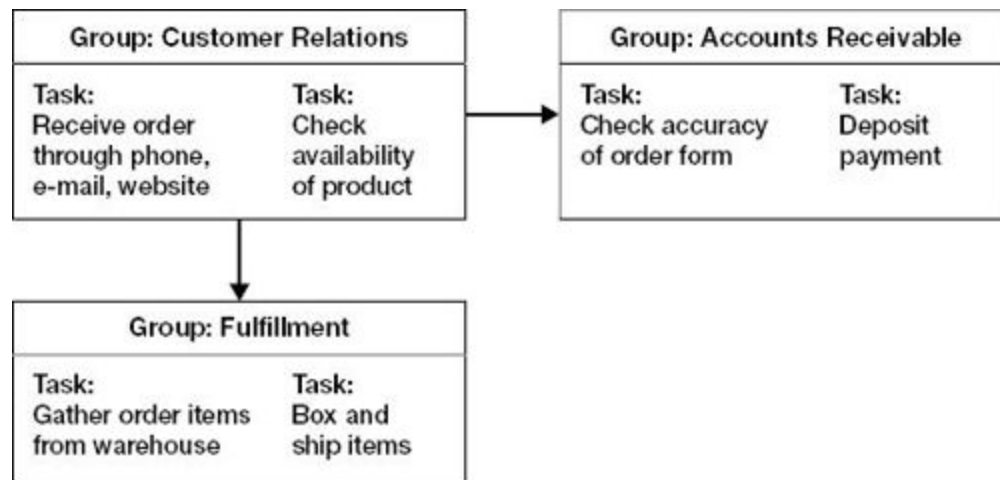 Group: Customer Relations
Task:
Receive order
through phone,
e-mail, website
Task:
Check
availability
of product
Group: Accounts Receivable
Task:
Check accuracy
of order form
Task:
Deposit
payment
Group: Fulfillment
Task:
Gather order items
from warehouse
Task:
Box and
ship items